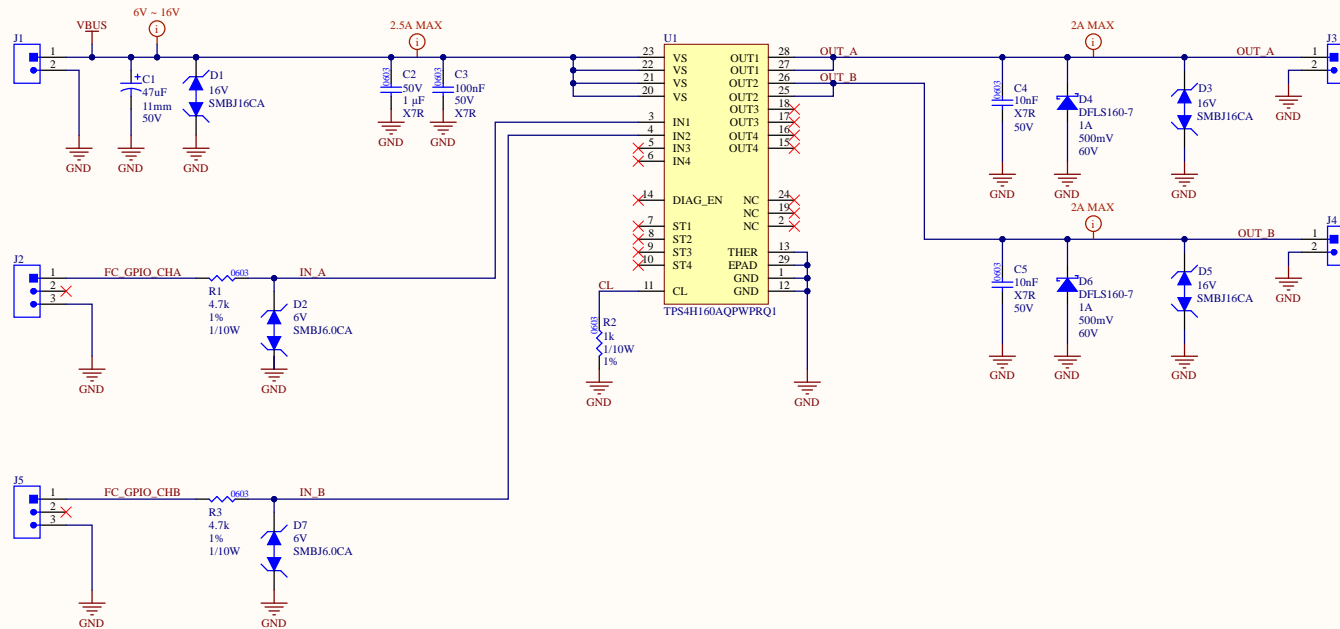 6V ~ 16V
VBUS
J1
1
2
C1
47uF
11mm
50V
D1
16V
SMBJ16CA
GND
GND
GND
2.5A MAX
i
i
0603
C2
50V
1 µF
X7R
0603
C3
100nF
50V
X7R
GND
GND
U1
23 VS
22 VS
21 VS
20 VS
3 IN1
4 IN2
5 IN3
6 IN4
14 DIAG_EN
7 ST1
8 ST2
9 ST3
10 ST4
11 CL
OUT1 28
OUT1 27
OUT2 26
OUT2 25
OUT3 18
OUT3 17
OUT4 16
OUT4 15
NC 24
NC 19
NC 2
THER 13
EPAD 29
GND 1
GND 12
TPS4H160AQPWPRQ1
OUT_A
OUT_B
CL
0603
R2
1k
1/10W
1%
GND
GND
2A MAX
i
OUT_A
J3
1
2
GND
0603
C4
10nF
X7R
50V
D4
DFLS160-7
1A
500mV
60V
D3
16V
SMBJ16CA
GND
GND
GND
2A MAX
i
OUT_B
J4
1
2
GND
0603
C5
10nF
X7R
50V
D6
DFLS160-7
1A
500mV
60V
D5
16V
SMBJ16CA
GND
GND
GND
J2
1
2
3
FC_GPIO_CHA
0603
R1
4.7k
1%
1/10W
IN_A
D2
6V
SMBJ6.0CA
GND
GND
J5
1
2
3
FC_GPIO_CHB
0603
R3
4.7k
1%
1/10W
IN_B
D7
6V
SMBJ6.0CA
GND
GND